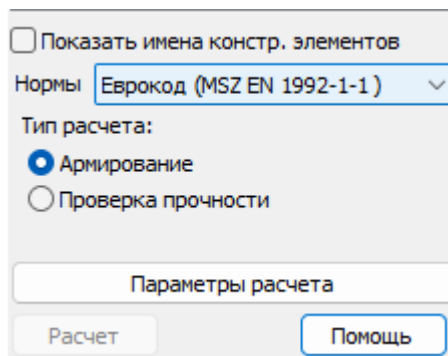 Показать имена констр. элементов
Нормы Еврокод (MSZ EN 1992-1-1)
Тип расчета:
Армирование
Проверка прочности
Параметры расчета
Расчет Помощь